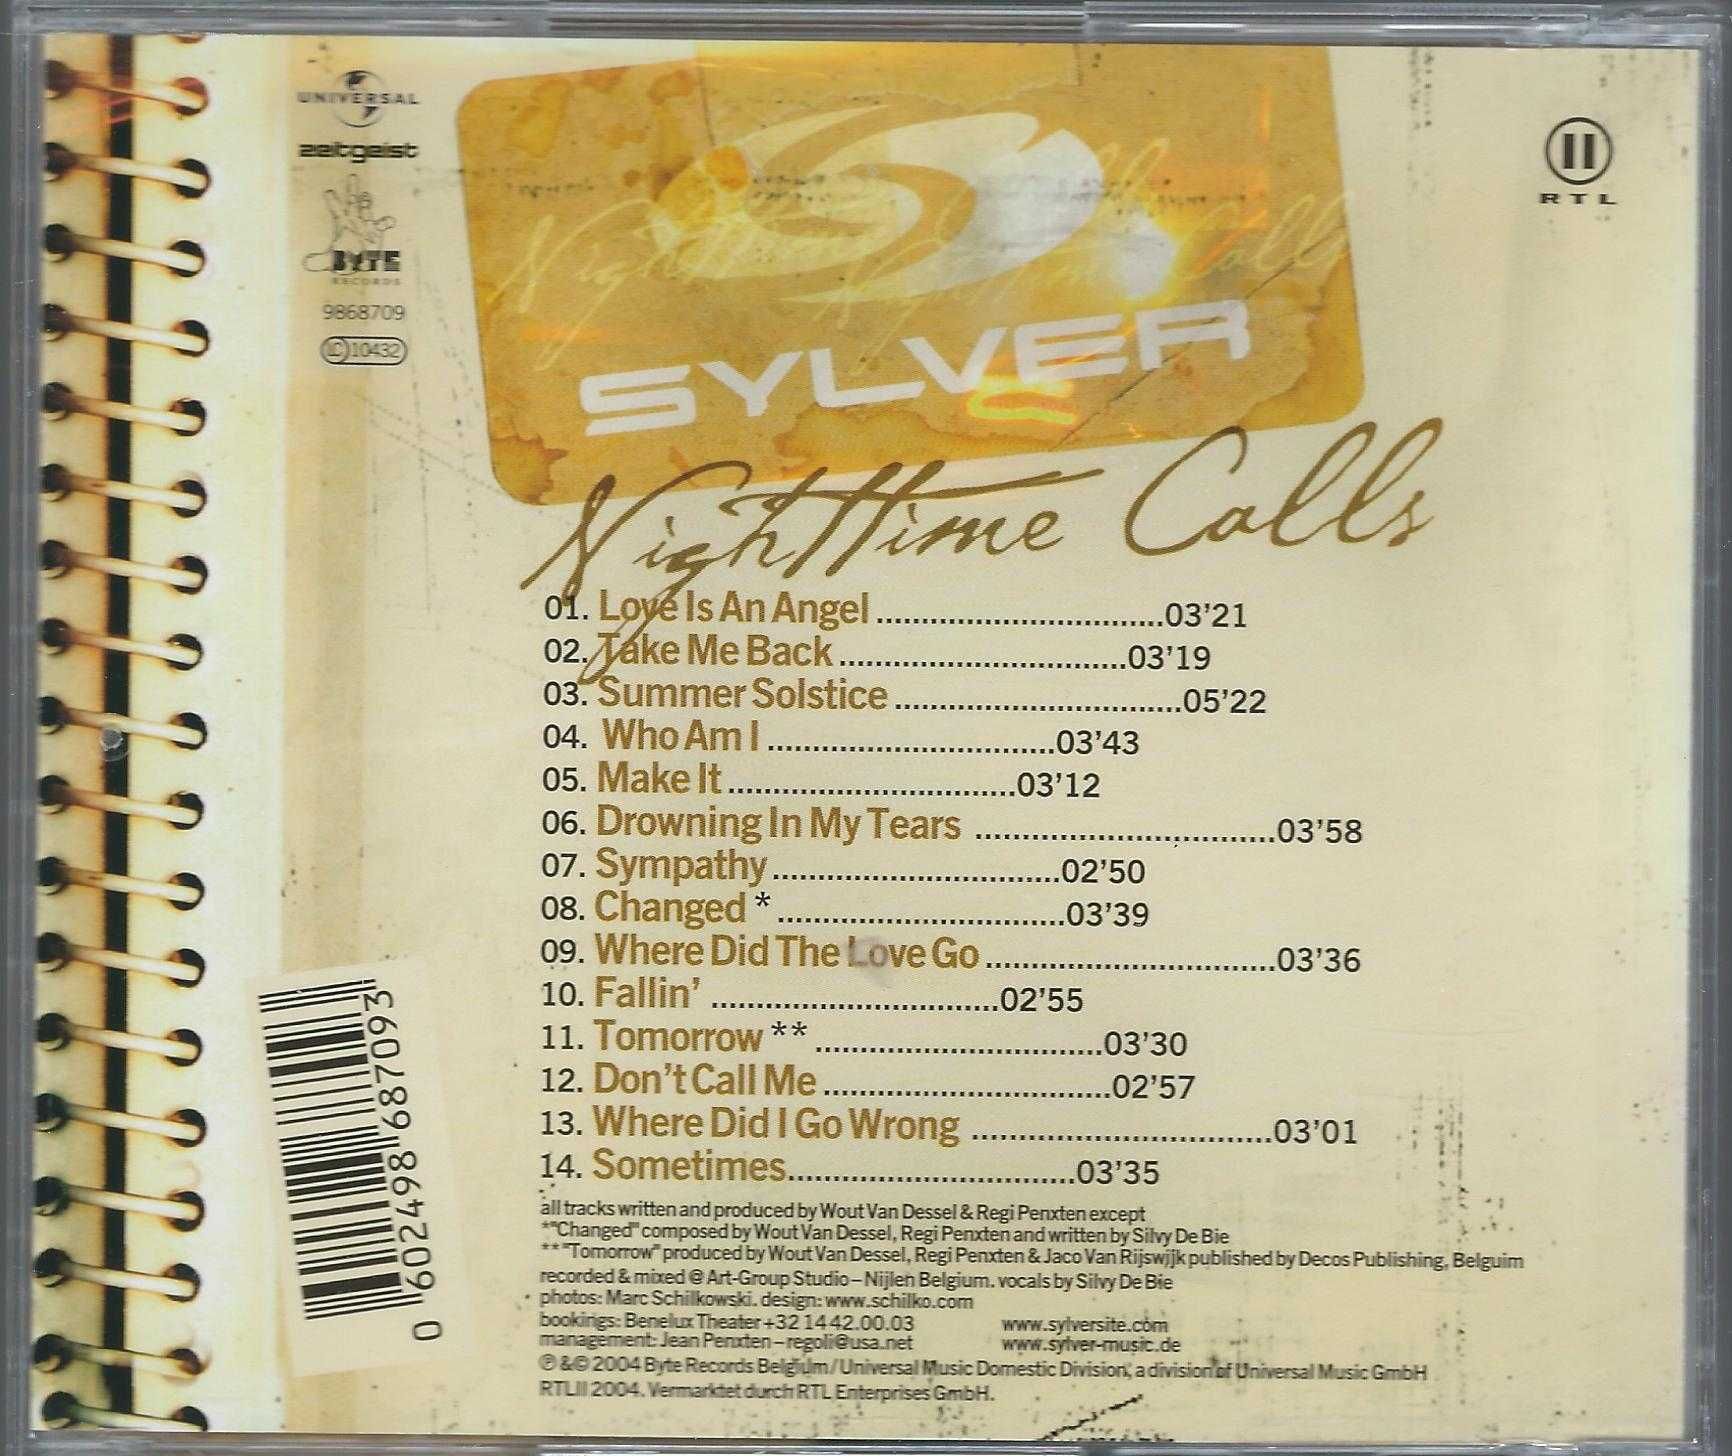 UNIVERSAL
zeitgeist
BYTE
RECORDS
9868709
LC 10432
RTL II
SYLVER
Nighttime Calls
01. Love Is An Angel ................................03'21
02. Take Me Back ................................03'19
03. Summer Solstice ................................05'22
04. Who Am I ................................03'43
05. Make It ................................03'12
06. Drowning In My Tears ................................03'58
07. Sympathy ................................02'50
08. Changed * ................................03'39
09. Where Did The Love Go ................................03'36
10. Fallin' ................................02'55
11. Tomorrow ** ................................03'30
12. Don't Call Me ................................02'57
13. Where Did I Go Wrong ................................03'01
14. Sometimes................................03'35
all tracks written and produced by Wout Van Dessel & Regi Penxten except
*"Changed" composed by Wout Van Dessel, Regi Penxten and written by Silvy De Bie
**"Tomorrow" produced by Wout Van Dessel, Regi Penxten & Jaco Van Rijswijk published by Decos Publishing, Belguim
recorded & mixed @ Art-Group Studio – Nijlen Belgium. vocals by Silvy De Bie
photos: Marc Schilkowski. design: www.schilko.com
bookings: Benelux Theater +32 14 42.00.03 www.sylversite.com
management: Jean Penxten – regoli@usa.net www.sylver-music.de
℗ & © 2004 Byte Records Belgium / Universal Music Domestic Division, a division of Universal Music GmbH
RTL II 2004. Vermarktet durch RTL Enterprises GmbH.
0 602498 687093